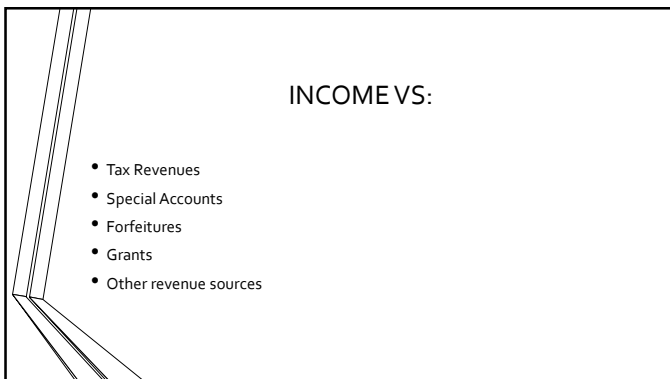 INCOME VS:
• Tax Revenues
• Special Accounts
• Forfeitures
• Grants
• Other revenue sources